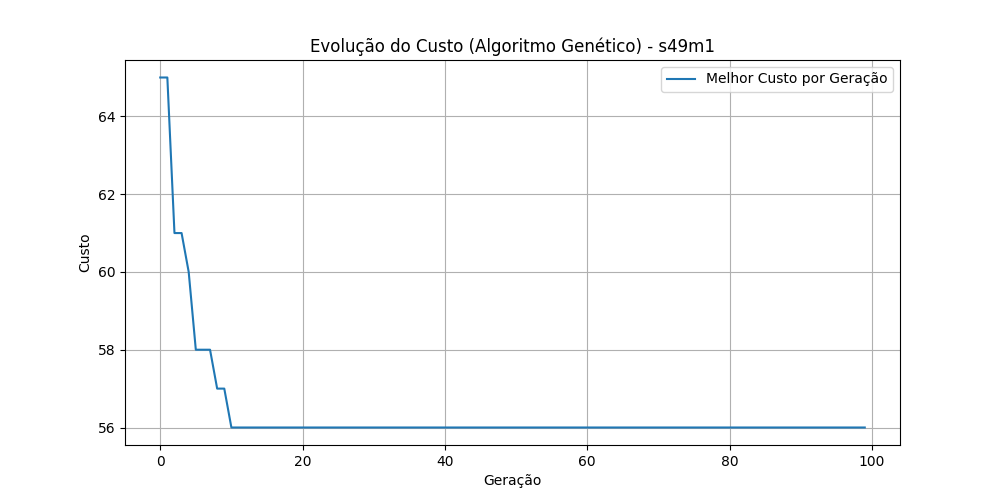 Evolução do Custo (Algoritmo Genético) - s49m1
Melhor Custo por Geração
64
62
60
58
56
Custo
0 20 40 60 80 100
Geração